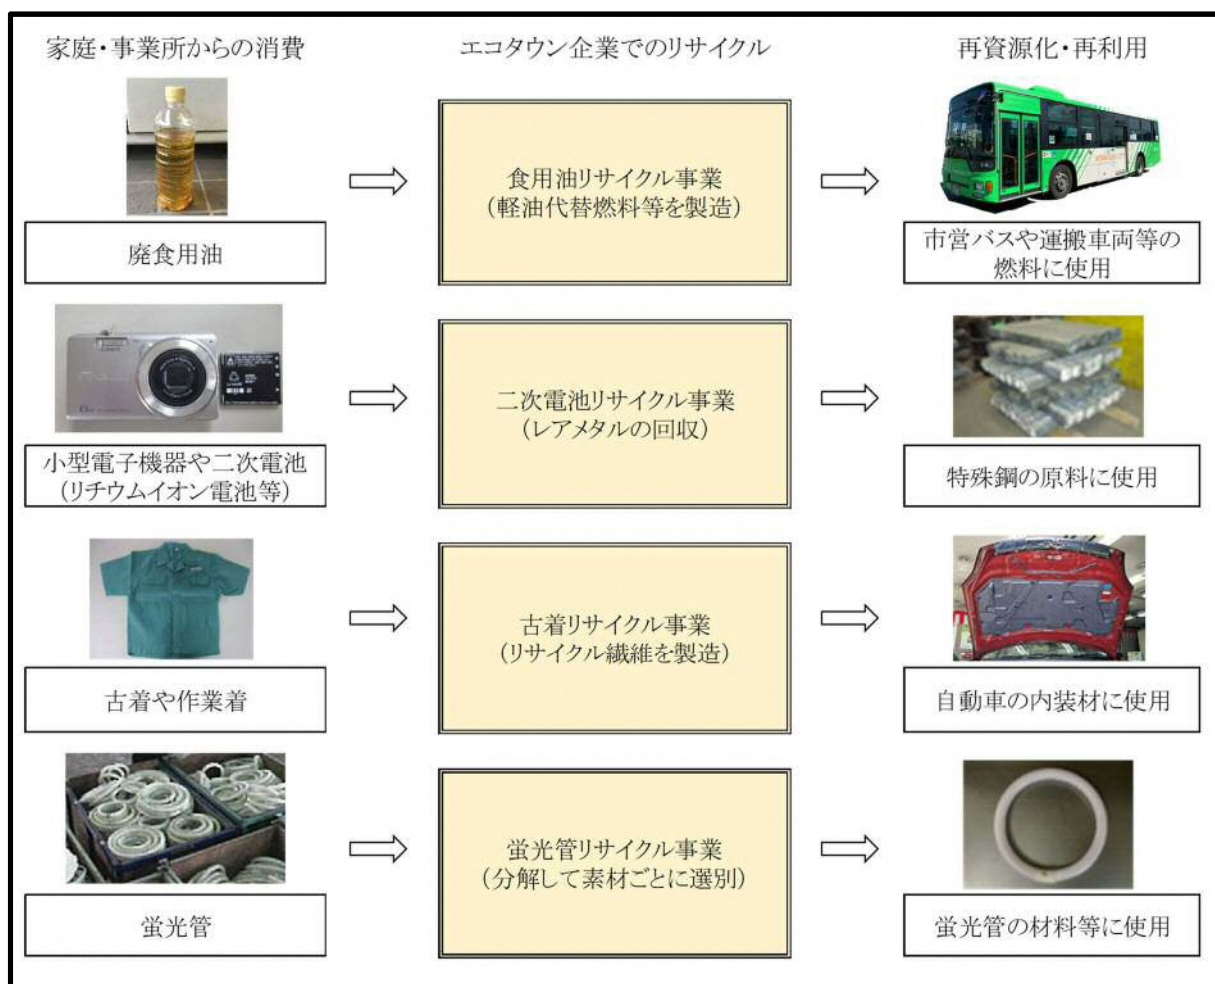 家庭・事業所からの消費
エコタウン企業でのリサイクル
再資源化・再利用
廃食用油
食用油リサイクル事業
(軽油代替燃料等を製造)
市営バスや運搬車両等の
燃料に使用
小型電子機器や二次電池
(リチウムイオン電池等)
二次電池リサイクル事業
(レアメタルの回収)
特殊鋼の原料に使用
古着や作業着
古着リサイクル事業
(リサイクル繊維を製造)
自動車の内装材に使用
蛍光管
蛍光管リサイクル事業
(分解して素材ごとに選別)
蛍光管の材料等に使用